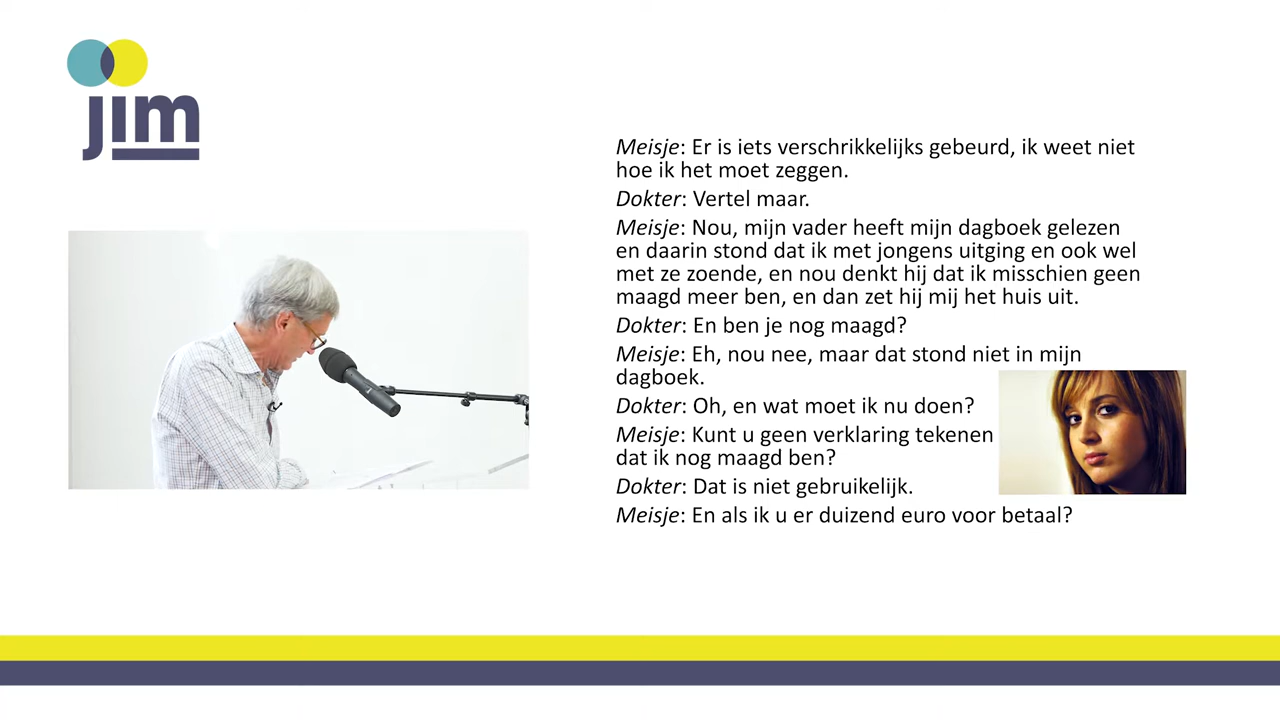 jim
Meisje: Er is iets verschrikkelijks gebeurd, ik weet niet
hoe ik het moet zeggen.
Dokter: Vertel maar.
Meisje: Nou, mijn vader heeft mijn dagboek gelezen
en daarin stond dat ik met jongens uitging en ook wel
met ze zoende, en nou denkt hij dat ik misschien geen
maagd meer ben, en dan zet hij mij het huis uit.
Dokter: En ben je nog maagd?
Meisje: Eh, nou nee, maar dat stond niet in mijn
dagboek.
Dokter: Oh, en wat moet ik nu doen?
Meisje: Kunt u geen verklaring tekenen
dat ik nog maagd ben?
Dokter: Dat is niet gebruikelijk.
Meisje: En als ik u er duizend euro voor betaal?